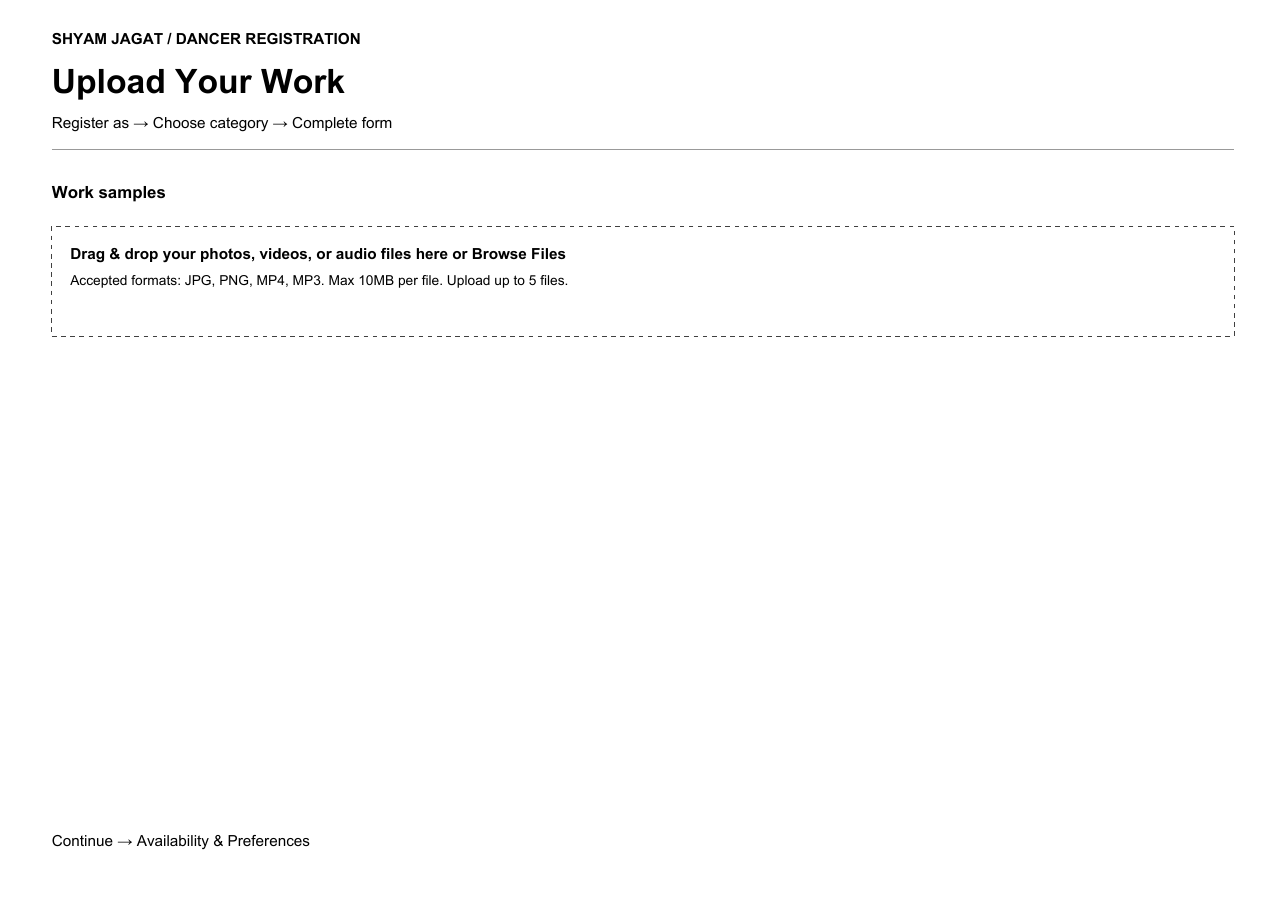 SHYAM JAGAT / DANCER REGISTRATION
Upload Your Work
Register as → Choose category → Complete form
Work samples
Drag & drop your photos, videos, or audio files here or Browse Files
Accepted formats: JPG, PNG, MP4, MP3. Max 10MB per file. Upload up to 5 files.
Continue → Availability & Preferences